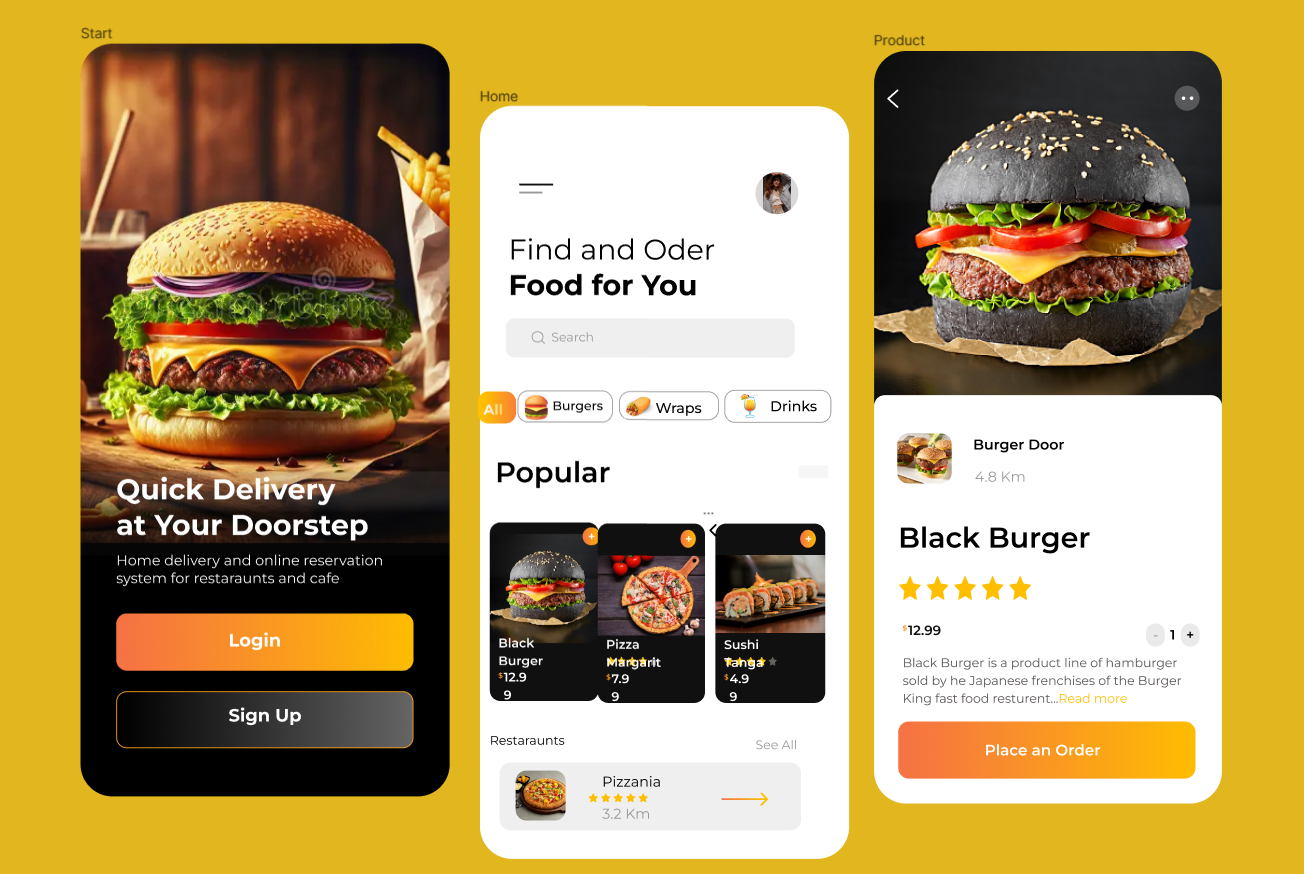 Start
Quick Delivery
at Your Doorstep
Home delivery and online reservation
system for restaraunts and cafe
Login
Sign Up
Home
Find and Oder
Food for You
Search
All
Burgers
Wraps
Drinks
Popular
...
+
+
+
Black
Burger
$12.9
9
Pizza
Margarit
$7.9
9
Sushi
Tanga
$4.9
9
Restaraunts
See All
Pizzania
3.2 Km
Product
Burger Door
4.8 Km
Black Burger
$12.99
- 1 +
Black Burger is a product line of hamburger
sold by he Japanese frenchises of the Burger
King fast food resturent...Read more
Place an Order